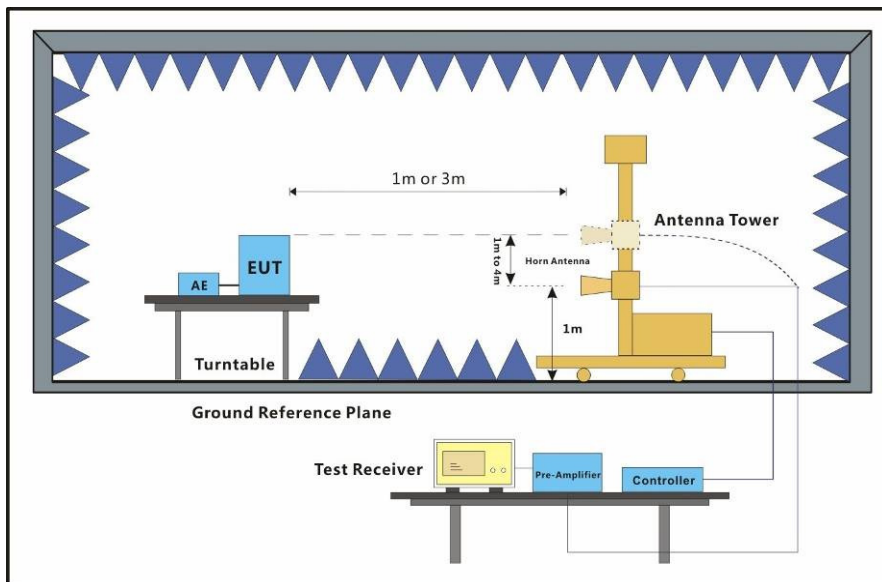 1m or 3m
Antenna Tower
1m to 4m
Horn Antenna
EUT
AE
1m
Turntable
Ground Reference Plane
Test Receiver
Pre-Amplifier
Controller